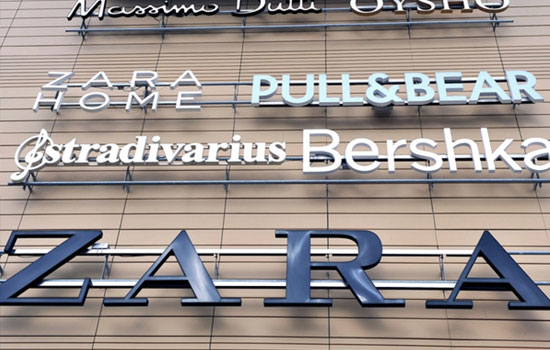 Massimo Dutti OYSHO
ZARA HOME PULL&BEAR
Stradivarius Bershka
ZARA